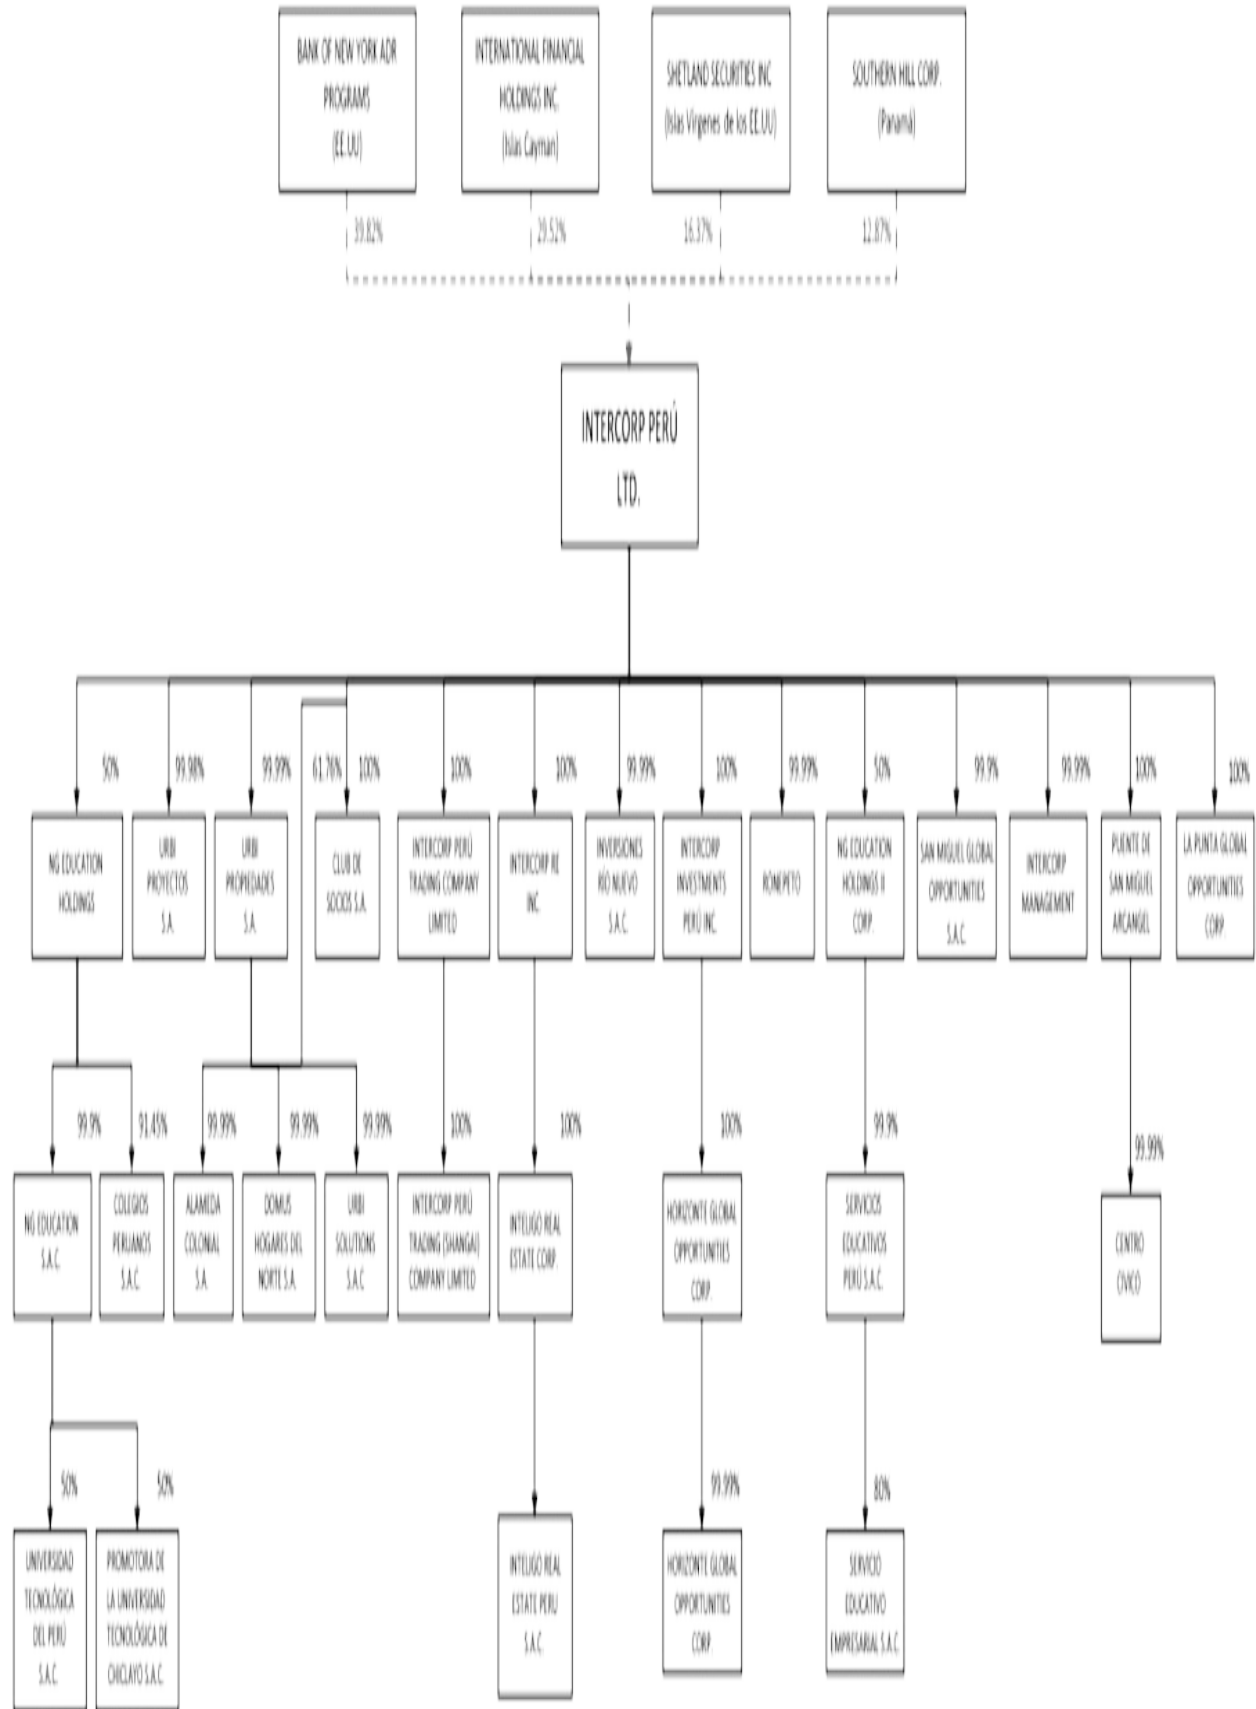 BANK OF NEW YORK ADR
PROGRAMS
(EE.UU)
INTERNATIONAL FINANCIAL
HOLDINGS INC.
(Islas Cayman)
SHETLAND SECURITIES INC
(Islas Vírgenes de los EE.UU)
SOUTHERN HILL CORP.
(Panamá)
39.82%
29.52%
16.37%
12.87%
INTERCORP PERÚ
LTD.
50%
99.98%
99.99%
61.76%
100%
100%
100%
99.99%
100%
99.99%
50%
99.9%
99.99%
100%
100%
NG EDUCATION
HOLDINGS
URBI
PROYECTOS
S.A.
URBI
PROPIEDADES
S.A.
CLUB DE
SOCIOS S.A.
INTERCORP PERÚ
TRADING COMPANY
LIMITED
INTERCORP RE
INC.
INVERSIONES
RÍO NUEVO
S.A.C.
INTERCORP
INVESTMENTS
PERÚ INC.
RONEPETO
NG EDUCATION
HOLDINGS II
CORP.
SAN MIGUEL GLOBAL
OPPORTUNITIES
S.A.C
INTERCORP
MANAGEMENT
PUENTE DE
SAN MIGUEL
ARCANGEL
LA PUNTA GLOBAL
OPPORTUNITIES
CORP.
99.9%
91.45%
99.99%
99.99%
99.99%
100%
100%
100%
99.9%
99.99%
NG EDUCATION
S.A.C.
COLEGIOS
PERUANOS
S.A.C.
ALAMEDA
COLONIAL
S.A.
DOMUS
HOGARES DEL
NORTE S.A.
URBI
SOLUTIONS
S.A.C
INTERCORP PERÚ
TRADING (SHANGAI)
COMPANY LIMITED
INTELIGO REAL
ESTATE CORP.
HORIZONTE GLOBAL
OPPORTUNITIES
CORP
SERVICIOS
EDUCATIVOS
PERÚ S.A.C.
CENTRO
CIVICO
50%
50%
99.99%
80%
UNIVERSIDAD
TECNOLÓGICA
DEL PERÚ
S.A.C.
PROMOTORA DE
LA UNIVERSIDAD
TECNOLÓGICA DE
CHICLAYO S.A.C.
INTELIGO REAL
ESTATE PERU
S.A.C.
HORIZONTE GLOBAL
OPPORTUNITIES
CORP
SERVICIO
EDUCATIVO
EMPRESARIAL S.A.C.